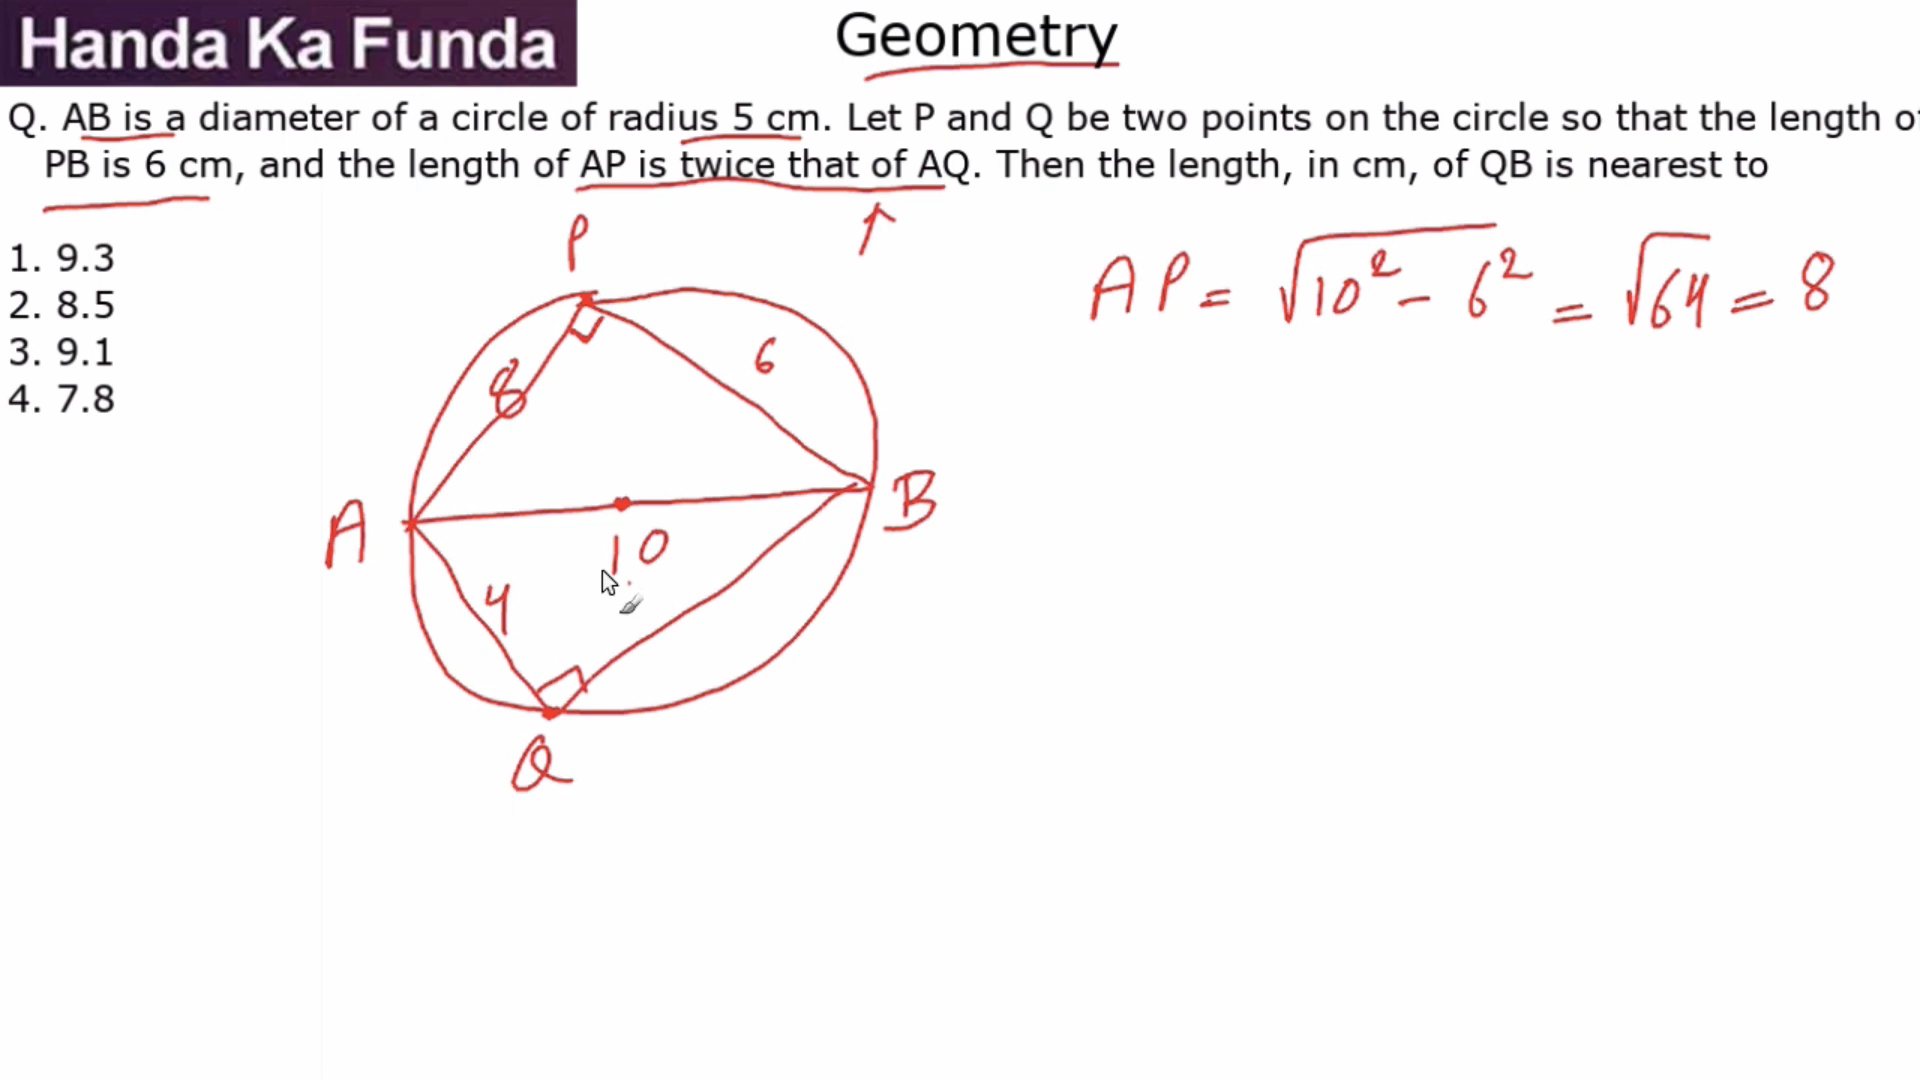 Handa Ka Funda
Geometry
Q. AB is a diameter of a circle of radius 5 cm. Let P and Q be two points on the circle so that the length of
PB is 6 cm, and the length of AP is twice that of AQ. Then the length, in cm, of QB is nearest to
1. 9.3
2. 8.5
3. 9.1
4. 7.8
P
AP = √10² - 6² = √64 = 8
8
6
A
B
10
4
Q